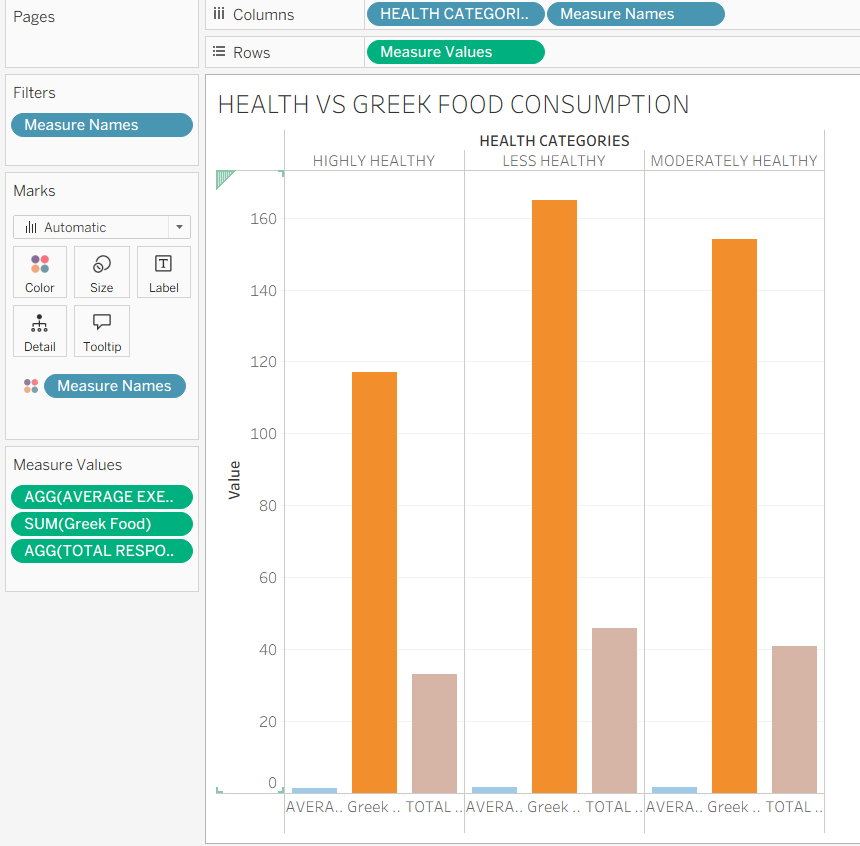 Pages
Columns
HEALTH CATEGORI..
Measure Names
Rows
Measure Values
Filters
Measure Names
Marks
Automatic
Color
Size
Label
Detail
Tooltip
Measure Names
Measure Values
AGG(AVERAGE EXE..
SUM(Greek Food)
AGG(TOTAL RESPO..
HEALTH VS GREEK FOOD CONSUMPTION
HEALTH CATEGORIES
HIGHLY HEALTHY LESS HEALTHY MODERATELY HEALTHY
160
140
120
100
80
60
40
20
0
Value
AVERA.. Greek .. TOTAL .. AVERA.. Greek .. TOTAL .. AVERA.. Greek .. TOTAL ..